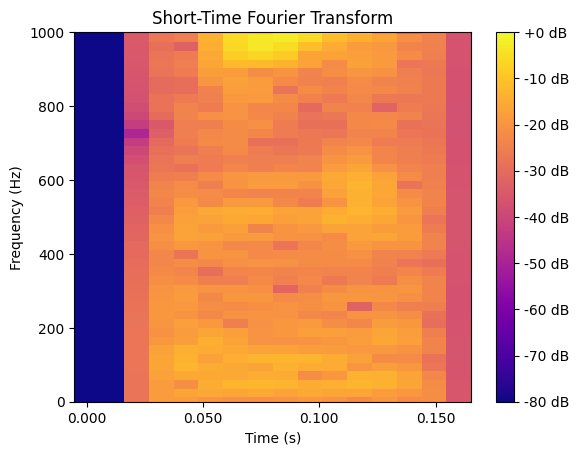 Short-Time Fourier Transform
Frequency (Hz)
1000
800
600
400
200
0
0.000
0.050
0.100
0.150
Time (s)
+0 dB
-10 dB
-20 dB
-30 dB
-40 dB
-50 dB
-60 dB
-70 dB
-80 dB